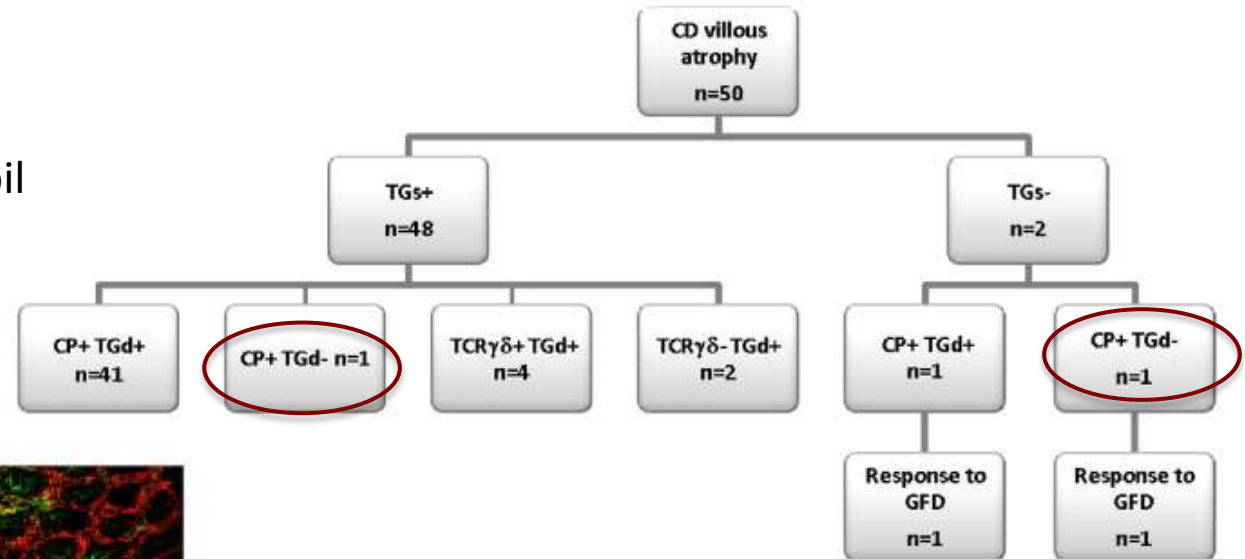 CD villous
atrophy
n=50
TGs+
n=48
TGs-
n=2
CP+ TGd+
n=41
CP+ TGd- n=1
TCRγδ+ TGd+
n=4
TCRγδ- TGd+
n=2
CP+ TGd+
n=1
CP+ TGd-
n=1
Response to
GFD
n=1
Response to
GFD
n=1